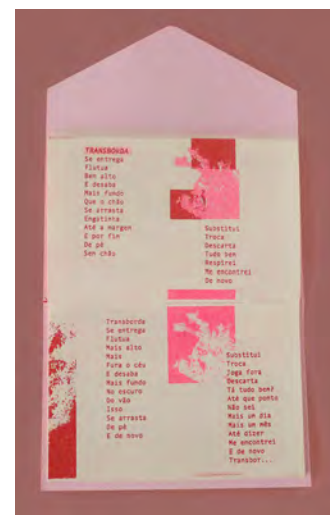 TRANSBORDA
Se entrega
Flutua
Bem alto
E desaba
Mais fundo
Que o chão
Se arrasta
Engatinha
Até a margem
E por fim
De pé
Sem chão
Substitui
Troca
Descarta
Tudo bem
Respirei
Me encontrei
De novo
Transborda
Se entrega
Flutua
Mais alto
Mais
Fura o céu
E desaba
Mais fundo
No escuro
Do vão
Isso
Se arrasta
De pé
E de novo
Substitui
Troca
Joga fora
Descarta
Tá tudo bem?
Até que ponto
Não sei
Mais um dia
Mais um mês
Até dizer
Me encontrei
E de novo
Transbor...